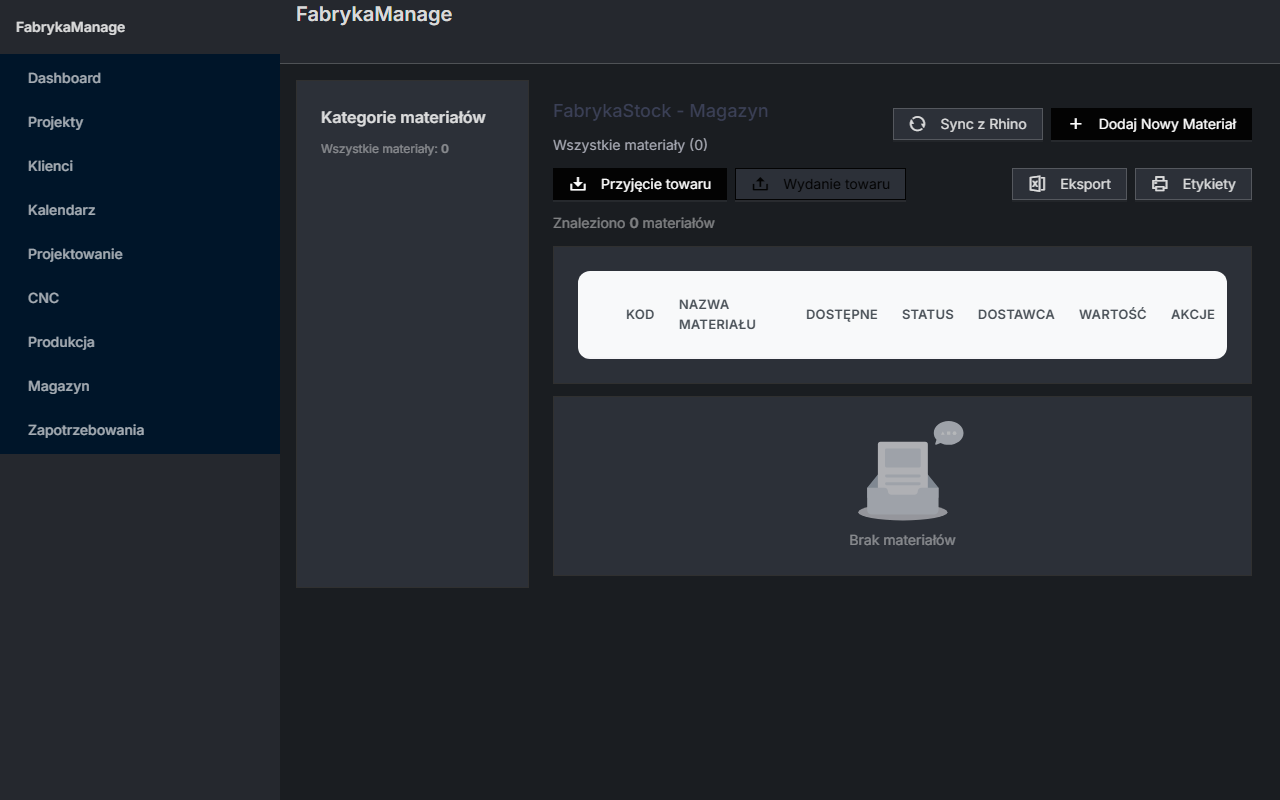 FabrykaManage
Dashboard
Projekty
Klienci
Kalendarz
Projektowanie
CNC
Produkcja
Magazyn
Zapotrzebowania
FabrykaManage
Kategorie materiałów
Wszystkie materiały: 0
FabrykaStock - Magazyn
Wszystkie materiały (0)
Sync z Rhino
Dodaj Nowy Materiał
Przyjęcie towaru
Wydanie towaru
Eksport
Etykiety
Znaleziono 0 materiałów
KOD
NAZWA
MATERIAŁU
DOSTĘPNE
STATUS
DOSTAWCA
WARTOŚĆ
AKCJE
Brak materiałów